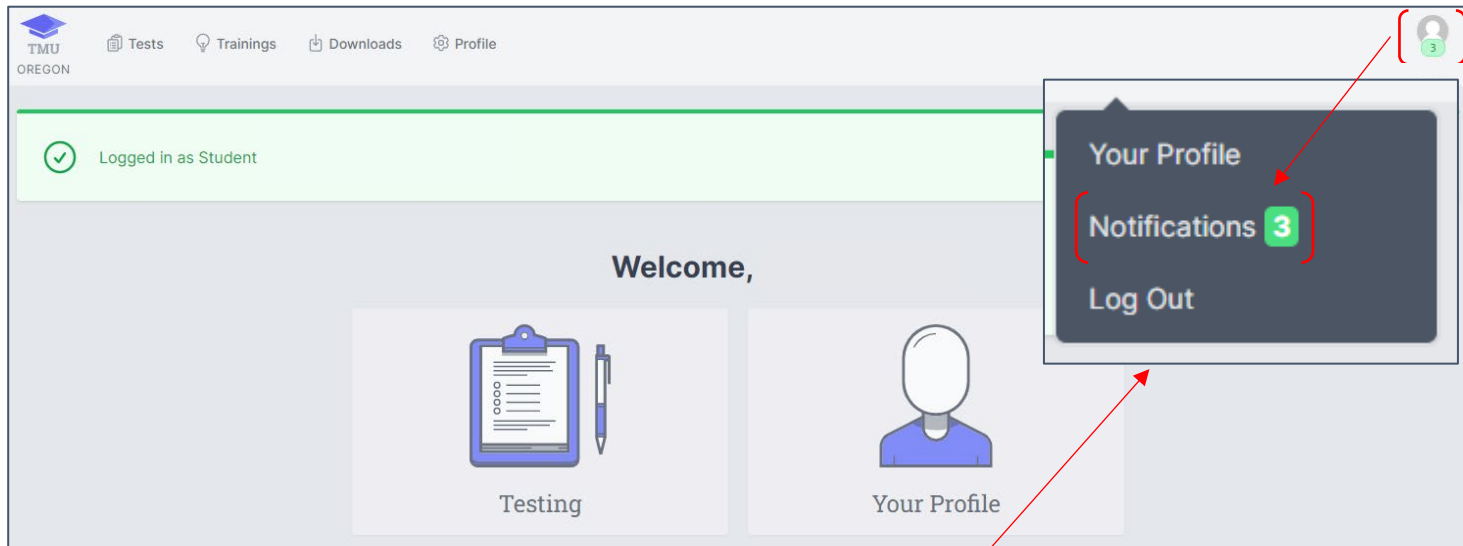 TMU
OREGON
Tests Trainings Downloads Profile
3
Logged in as Student
Your Profile
Notifications 3
Log Out
Welcome,
Testing
Your Profile